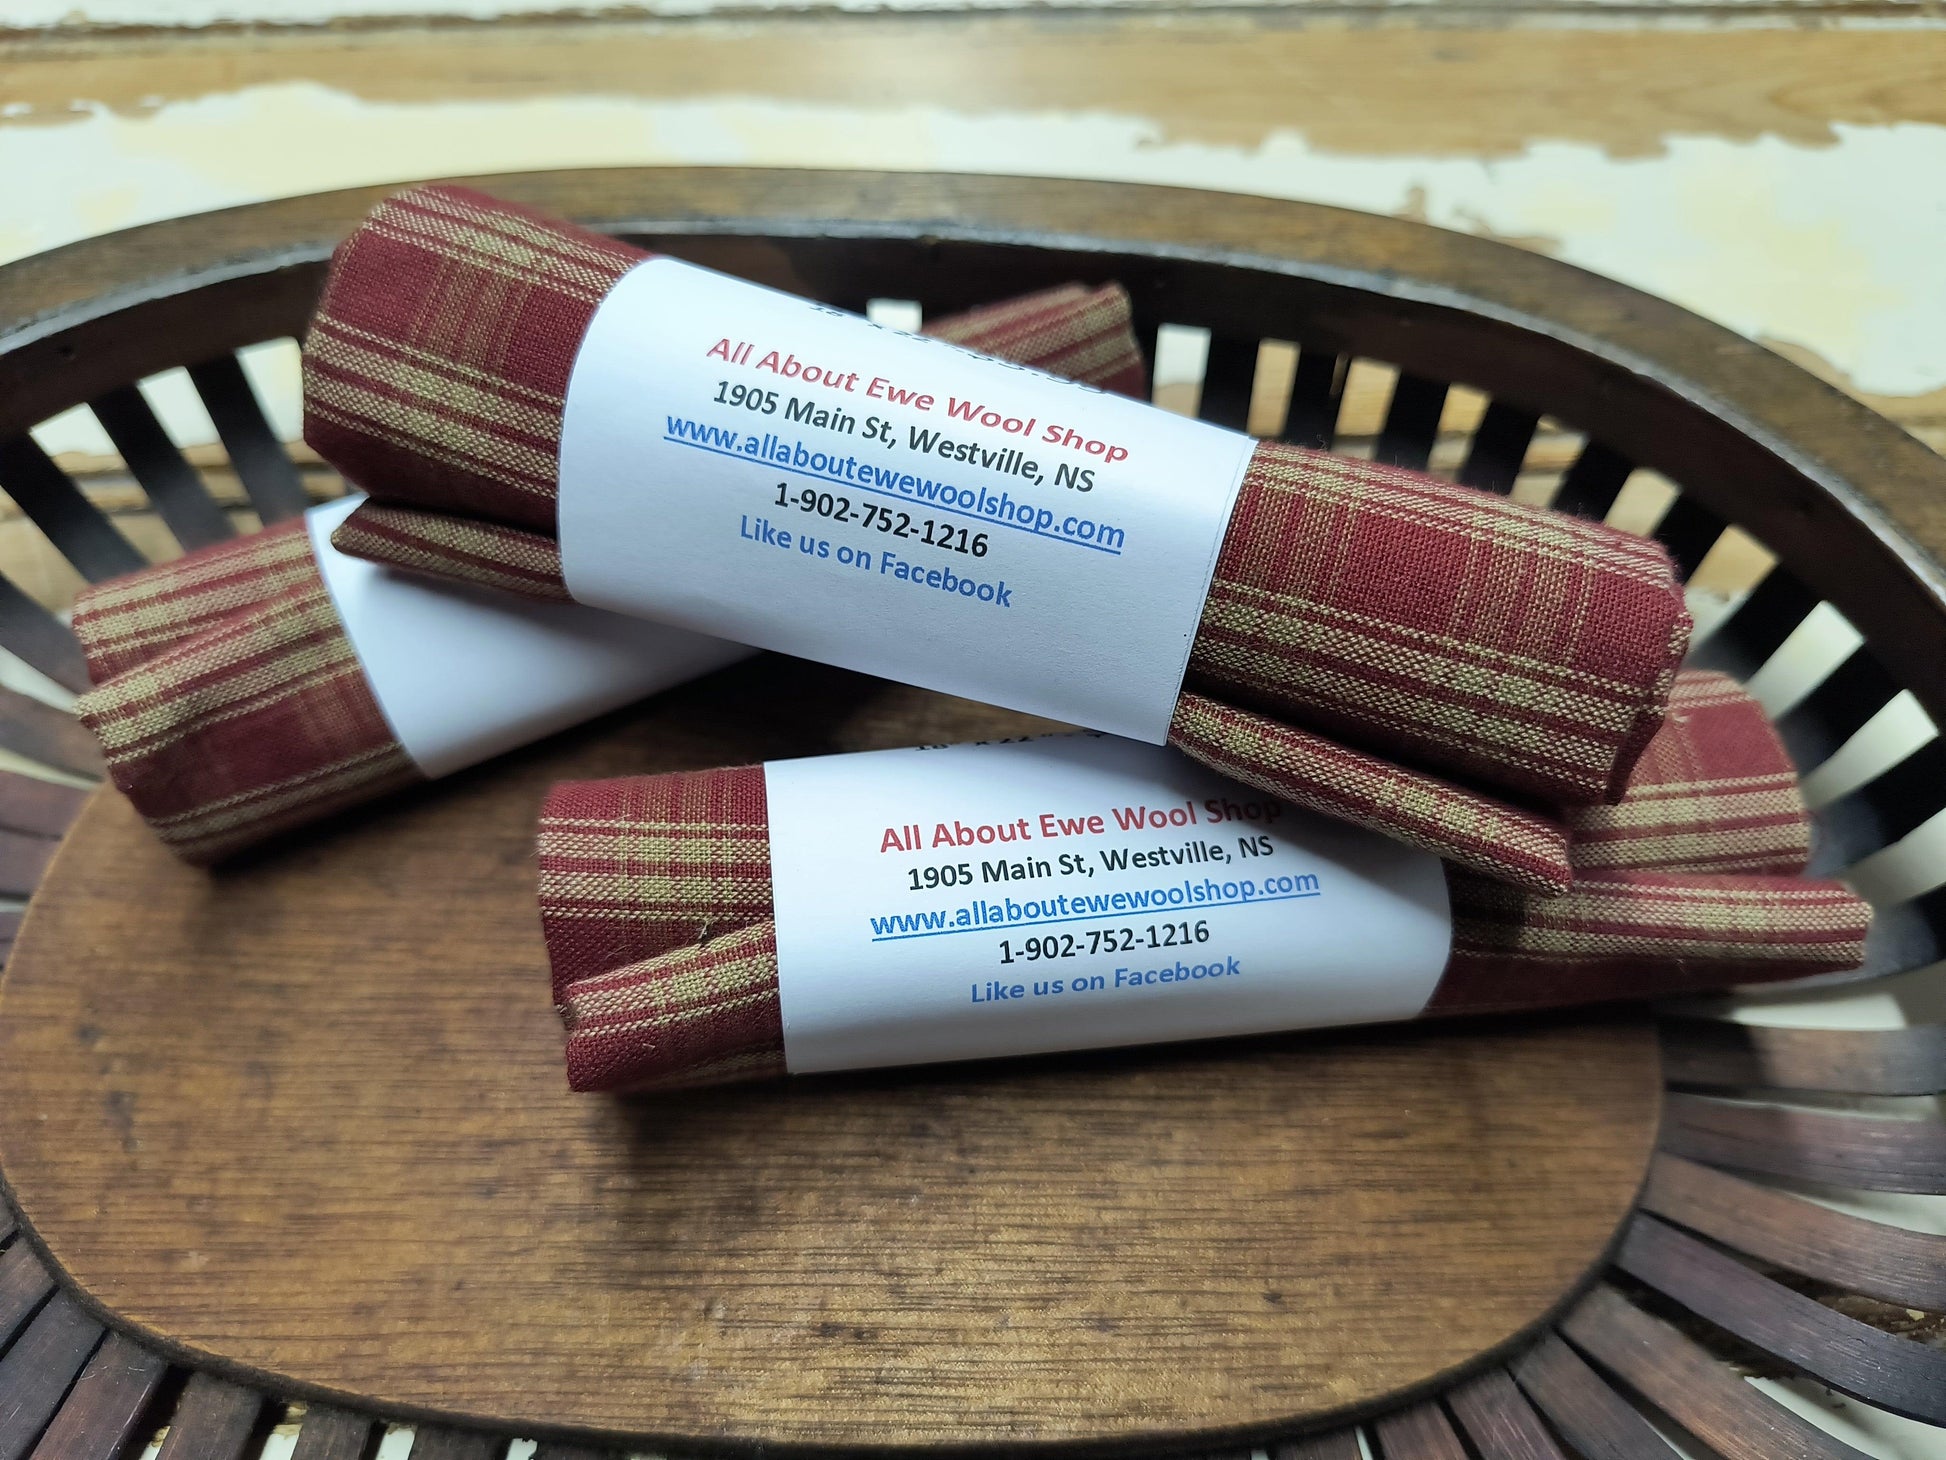 All About Ewe Wool Shop
1905 Main St, Westville, NS
www.allaboutewewoolshop.com
1-902-752-1216
Like us on Facebook
All About Ewe Wool Shop
1905 Main St, Westville, NS
www.allaboutewewoolshop.com
1-902-752-1216
Like us on Facebook